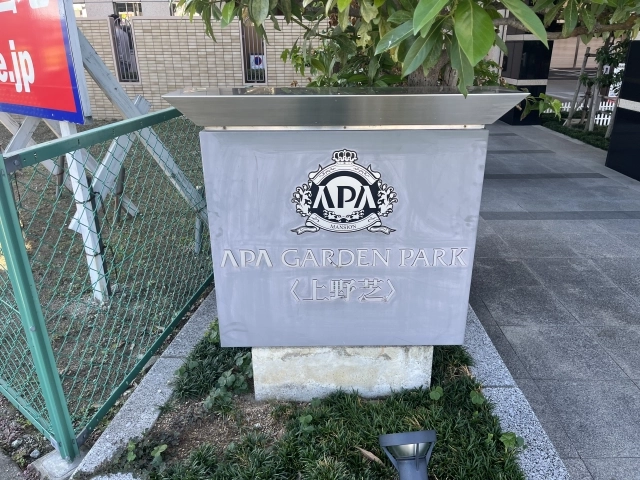 e.jp
APA
MANSION
APA GARDEN PARK
〈上野芝〉